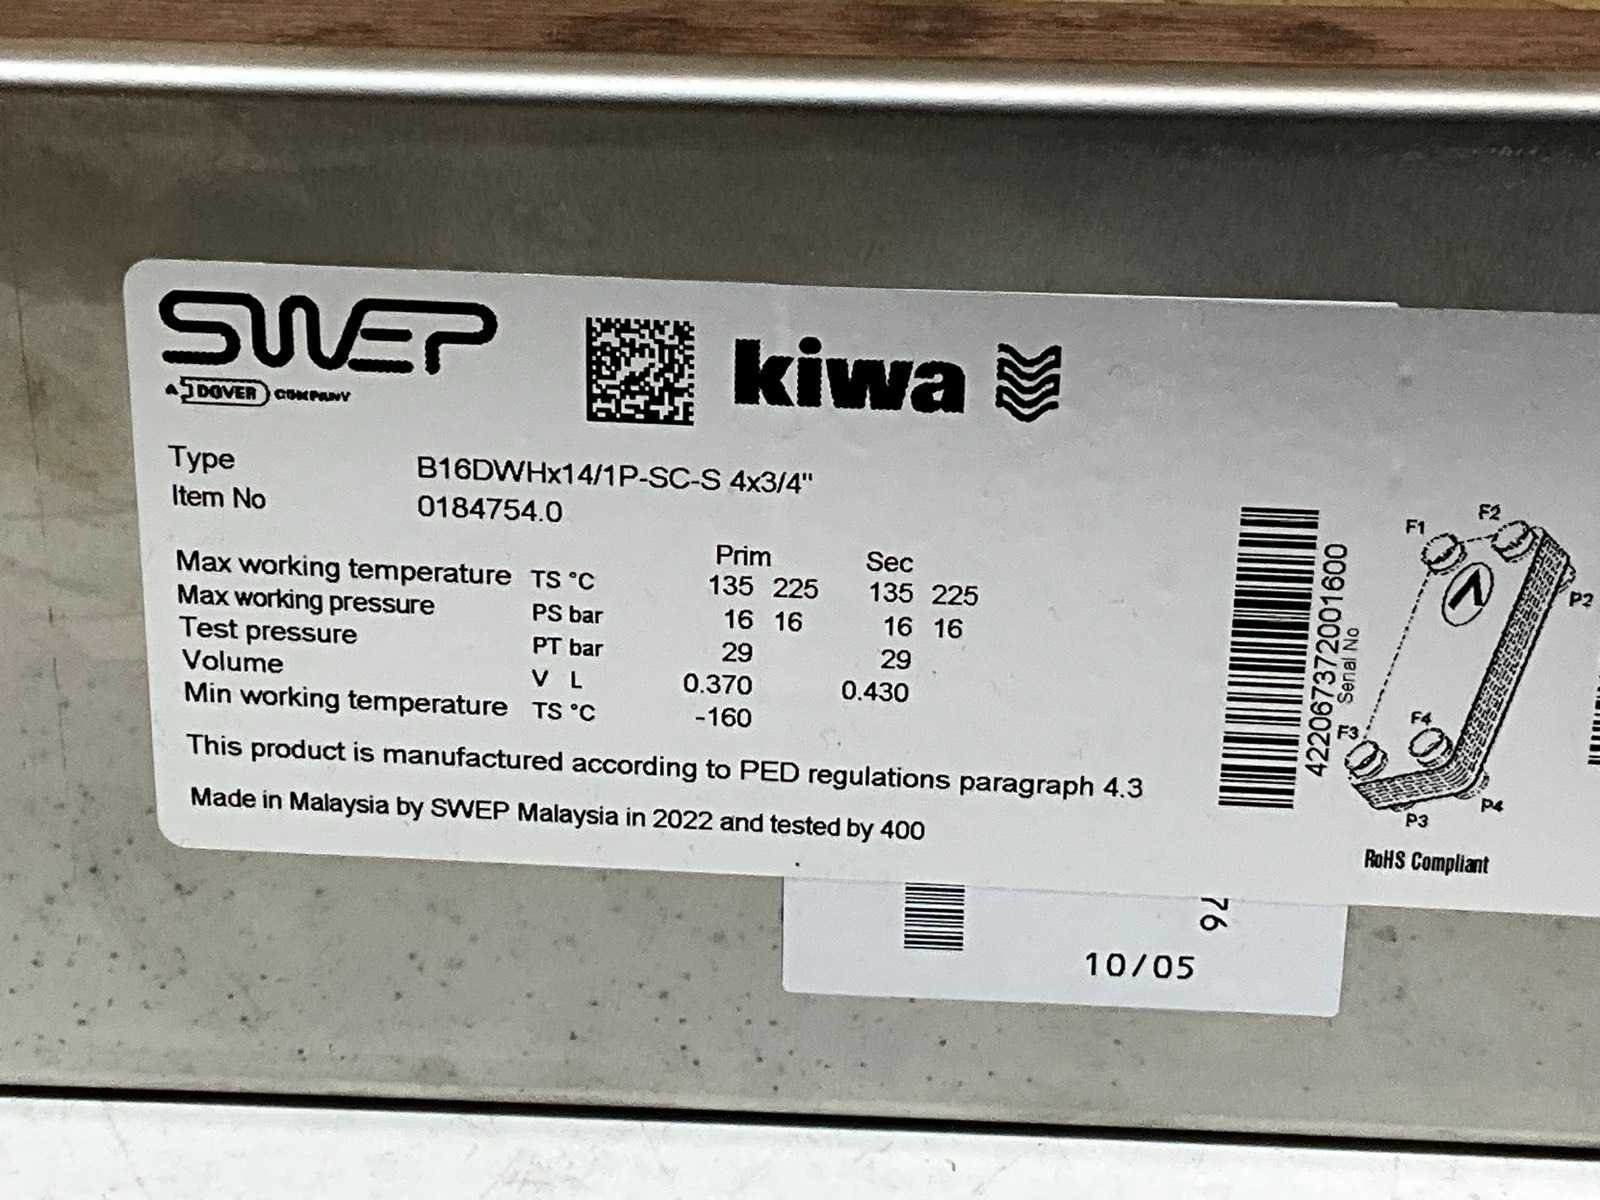 SWEP
A DOVER COMPANY
kiwa
Type B16DWHx14/1P-SC-S 4x3/4"
Item No 0184754.0
Prim Sec
Max working temperature TS °C 135 225 135 225
Max working pressure PS bar 16 16 16 16
Test pressure PT bar 29 29
Volume V L 0.370 0.430
Min working temperature TS °C -160
This product is manufactured according to PED regulations paragraph 4.3
Made in Malaysia by SWEP Malaysia in 2022 and tested by 400
422067372001600
Serial No
F1 F2
P2
F3 F4
P3 P4
RoHS Compliant
76
10/05